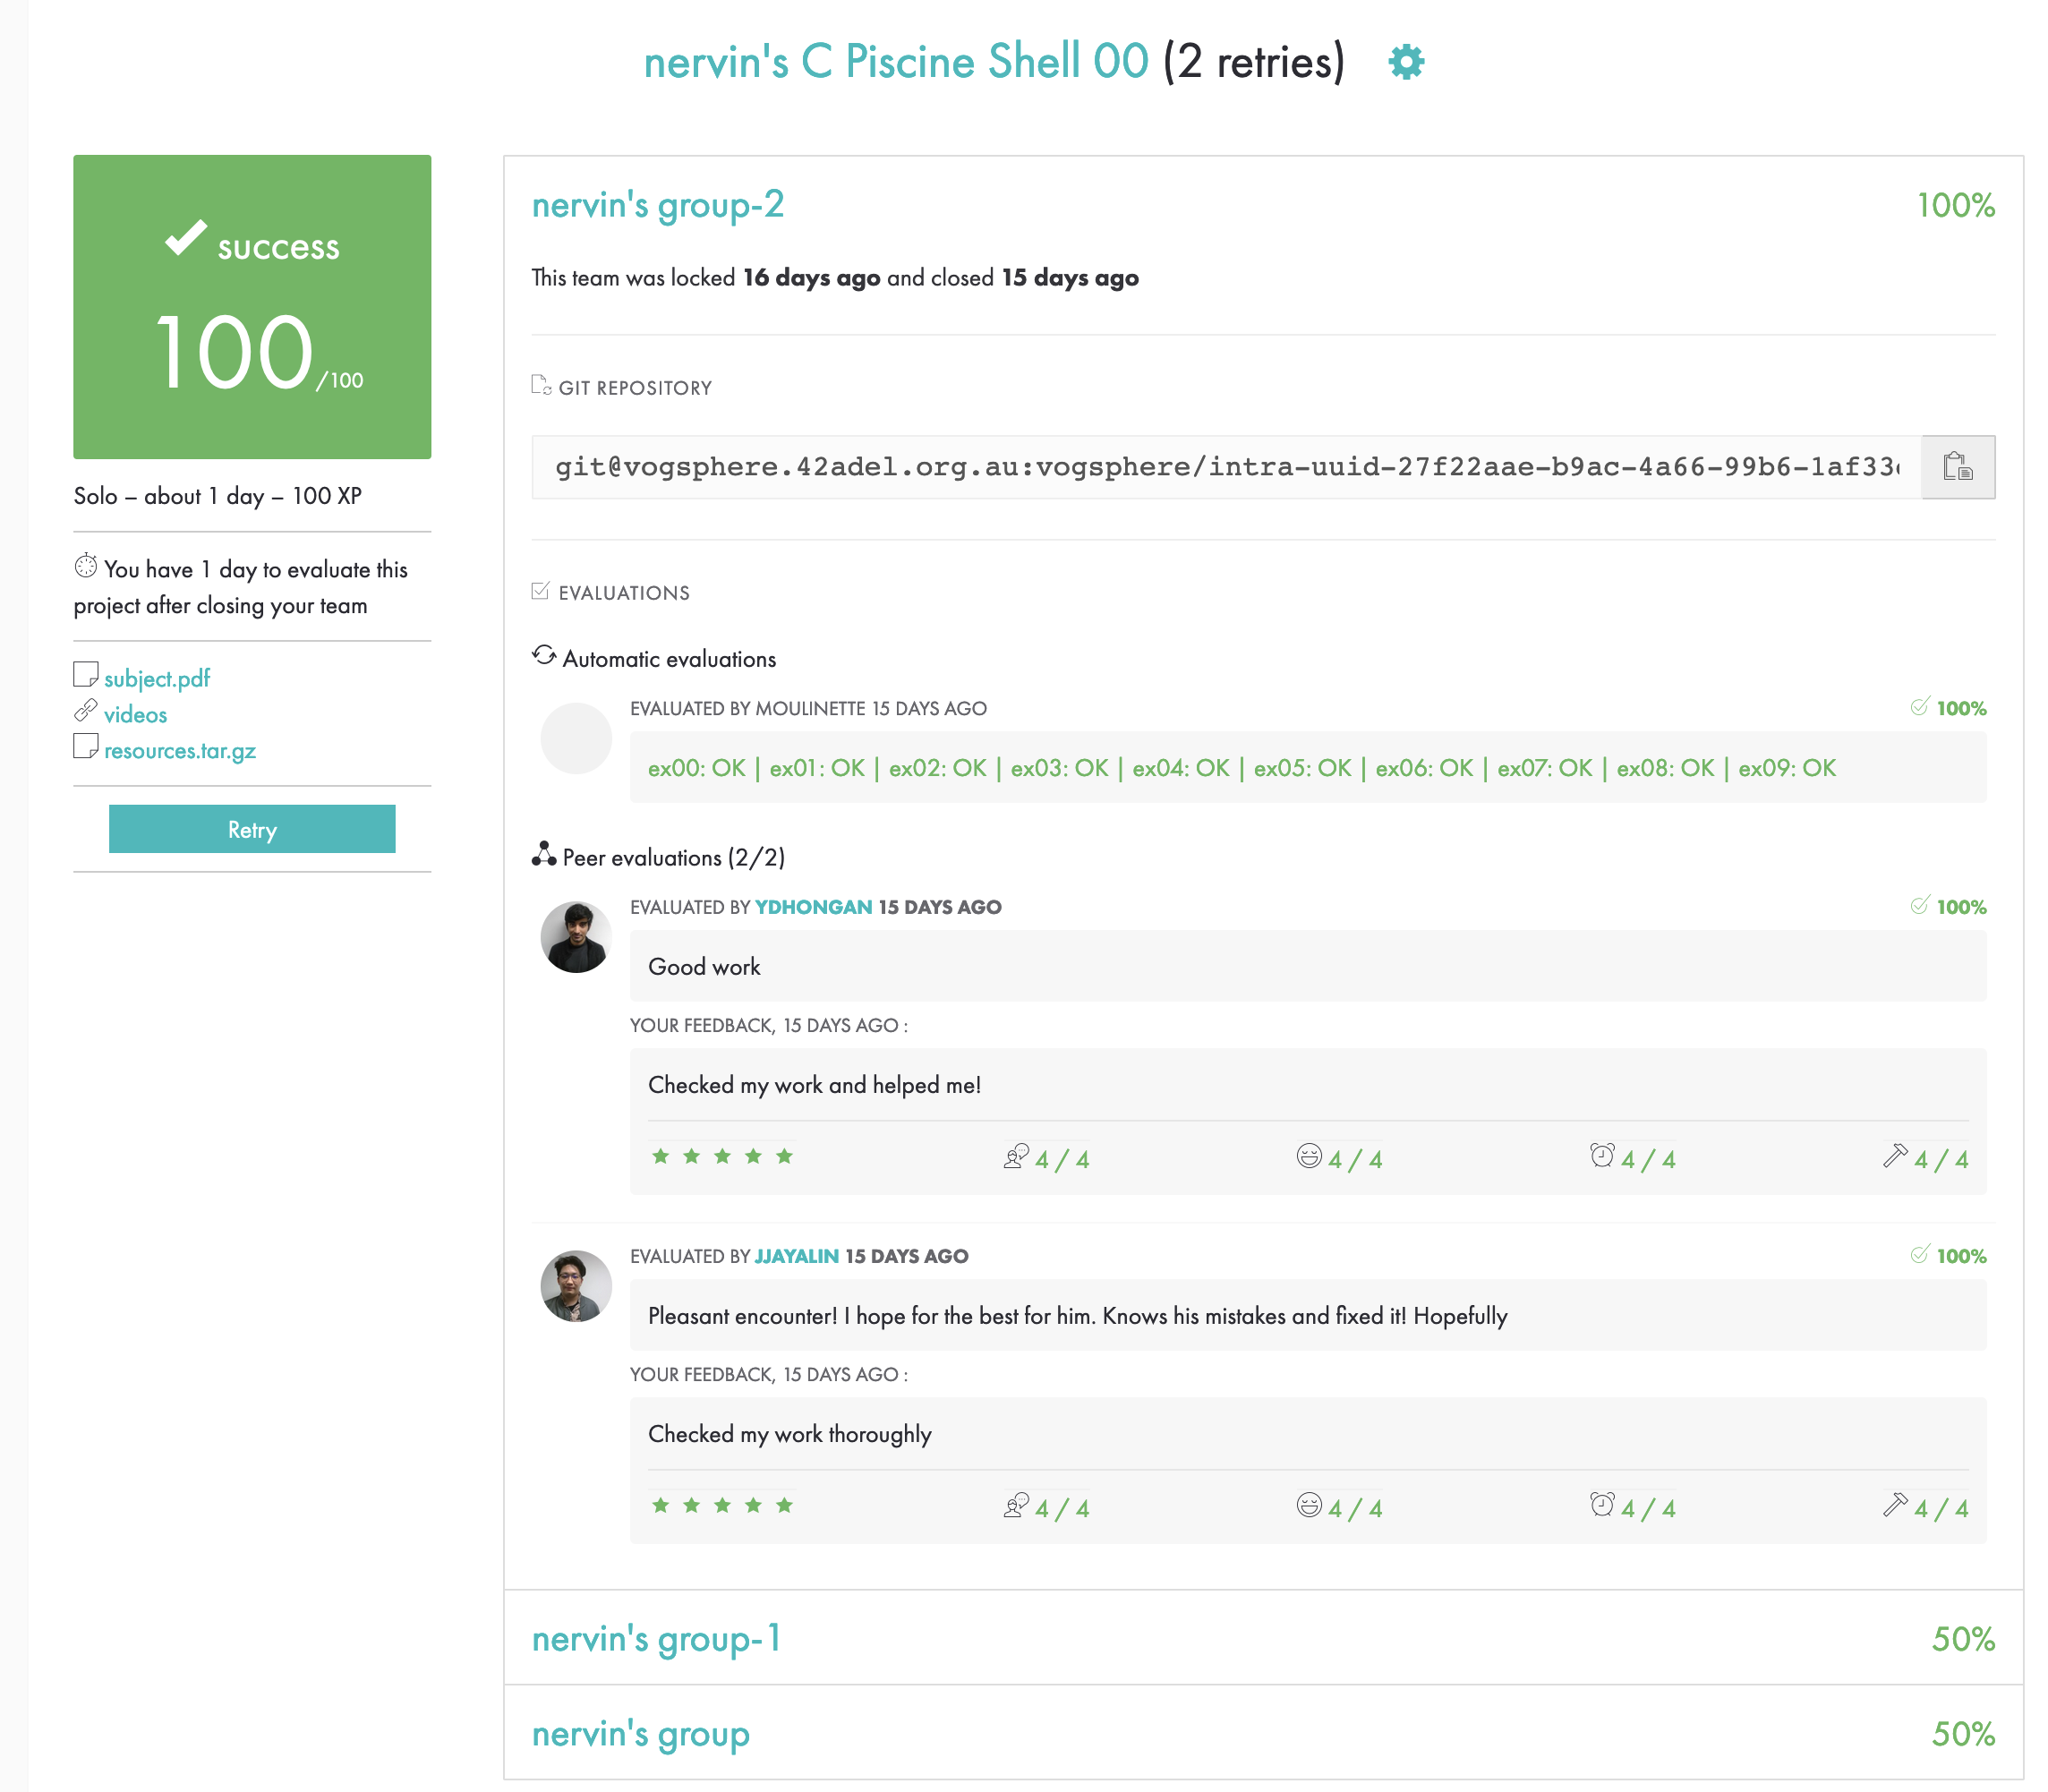 nervin's C Piscine Shell 00 (2 retries)
success
100/100
Solo – about 1 day – 100 XP
You have 1 day to evaluate this
project after closing your team
subject.pdf
videos
resources.tar.gz
Retry
nervin's group-2 100%
This team was locked 16 days ago and closed 15 days ago
GIT REPOSITORY
git@vogsphere.42adel.org.au:vogsphere/intra-uuid-27f22aae-b9ac-4a66-99b6-1af33
EVALUATIONS
Automatic evaluations
EVALUATED BY MOULINETTE 15 DAYS AGO 100%
ex00: OK | ex01: OK | ex02: OK | ex03: OK | ex04: OK | ex05: OK | ex06: OK | ex07: OK | ex08: OK | ex09: OK
Peer evaluations (2/2)
EVALUATED BY YDHONGAN 15 DAYS AGO 100%
Good work
YOUR FEEDBACK, 15 DAYS AGO :
Checked my work and helped me!
4 / 4 4 / 4 4 / 4 4 / 4
EVALUATED BY JJAYALIN 15 DAYS AGO 100%
Pleasant encounter! I hope for the best for him. Knows his mistakes and fixed it! Hopefully
YOUR FEEDBACK, 15 DAYS AGO :
Checked my work thoroughly
4 / 4 4 / 4 4 / 4 4 / 4
nervin's group-1 50%
nervin's group 50%